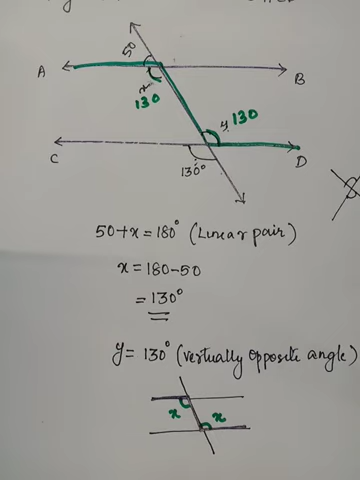 50
A
B
x
130
y
130
C
D
130°
50+x = 180° (Linear pair)
x = 180-50
= 130°
y = 130° (vertically opposite angle)
x
x